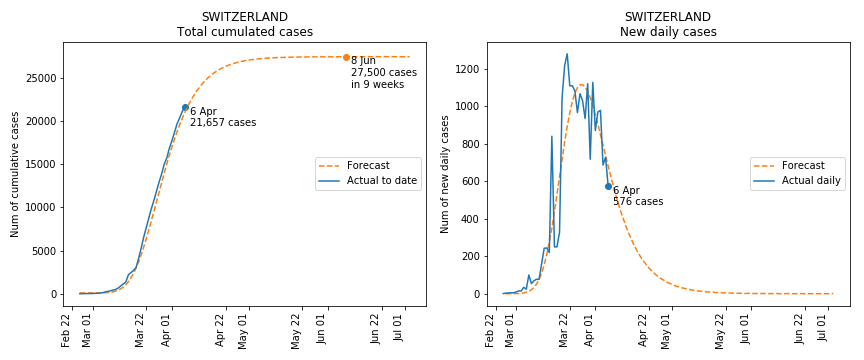 SWITZERLAND
Total cumulated cases
Num of cumulative cases
25000
20000
15000
10000
5000
0
8 Jun
27,500 cases
in 9 weeks
6 Apr
21,657 cases
Forecast
Actual to date
Feb 22
Mar 01
Mar 22
Apr 01
Apr 22
May 01
May 22
Jun 01
Jun 22
Jul 01
SWITZERLAND
New daily cases
Num of new daily cases
1200
1000
800
600
400
200
0
6 Apr
576 cases
Forecast
Actual daily
Feb 22
Mar 01
Mar 22
Apr 01
Apr 22
May 01
May 22
Jun 01
Jun 22
Jul 01